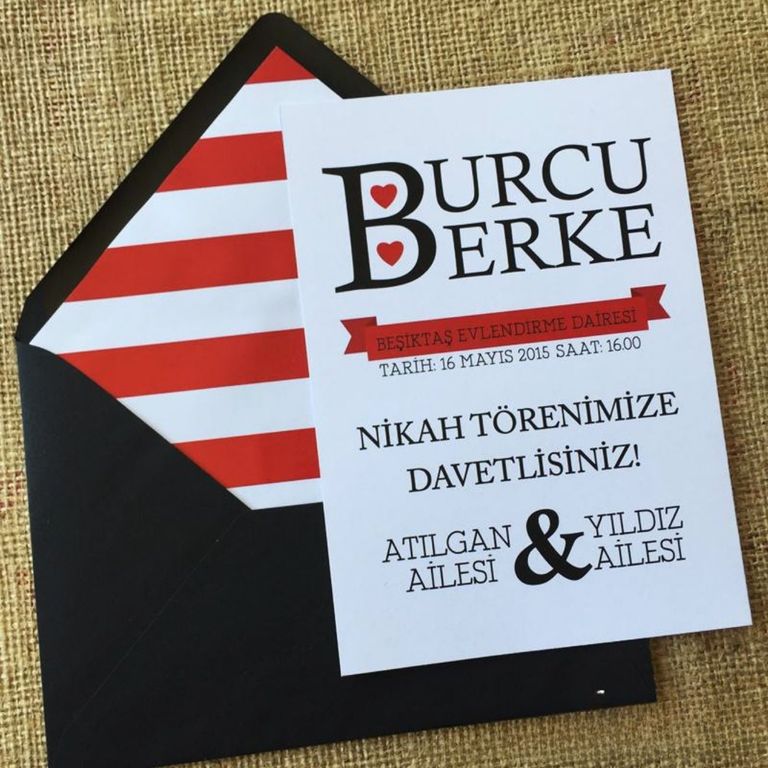 BURCU
BERKE
BEŞİKTAŞ EVLENDİRME DAİRESİ
TARİH: 16 MAYIS 2015 SAAT: 16.00
NİKAH TÖRENİMİZE
DAVETLİSİNİZ!
ATILGAN AİLESİ & YILDIZ AİLESİ